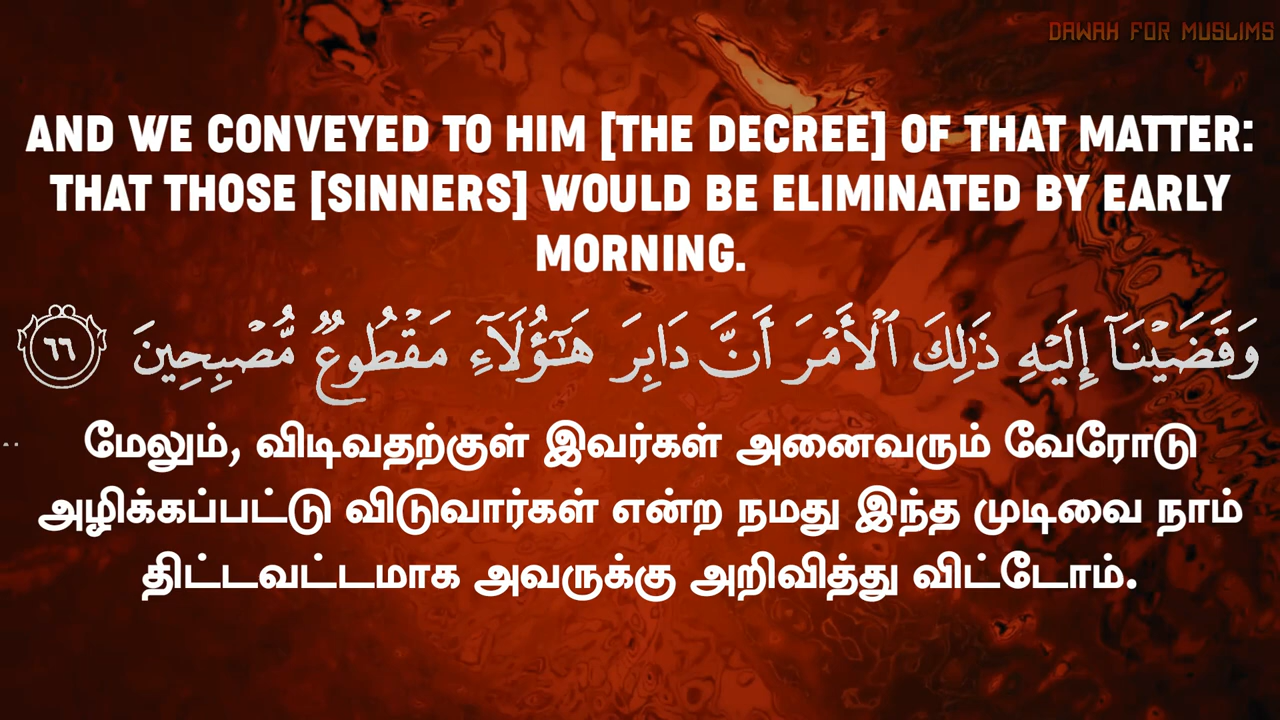 DAWAH FOR MUSLIMS
AND WE CONVEYED TO HIM [THE DECREE] OF THAT MATTER:
THAT THOSE [SINNERS] WOULD BE ELIMINATED BY EARLY
MORNING.
وَقَضَيْنَآ إِلَيْهِ ذَٰلِكَ ٱلْأَمْرَ أَنَّ دَابِرَ هَٰٓؤُلَآءِ مَقْطُوعٌ مُّصْبِحِينَ ٦٦
மேலும், விடிவதற்குள் இவர்கள் அனைவரும் வேரோடு
அழிக்கப்பட்டு விடுவார்கள் என்ற நமது இந்த முடிவை நாம்
திட்டவட்டமாக அவருக்கு அறிவித்து விட்டோம்.